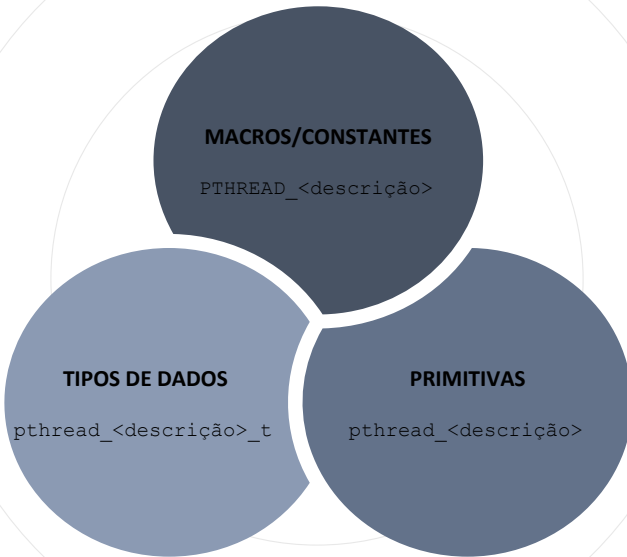 MACROS/CONSTANTES
PTHREAD_<descrição>
TIPOS DE DADOS
pthread_<descrição>_t
PRIMITIVAS
pthread_<descrição>